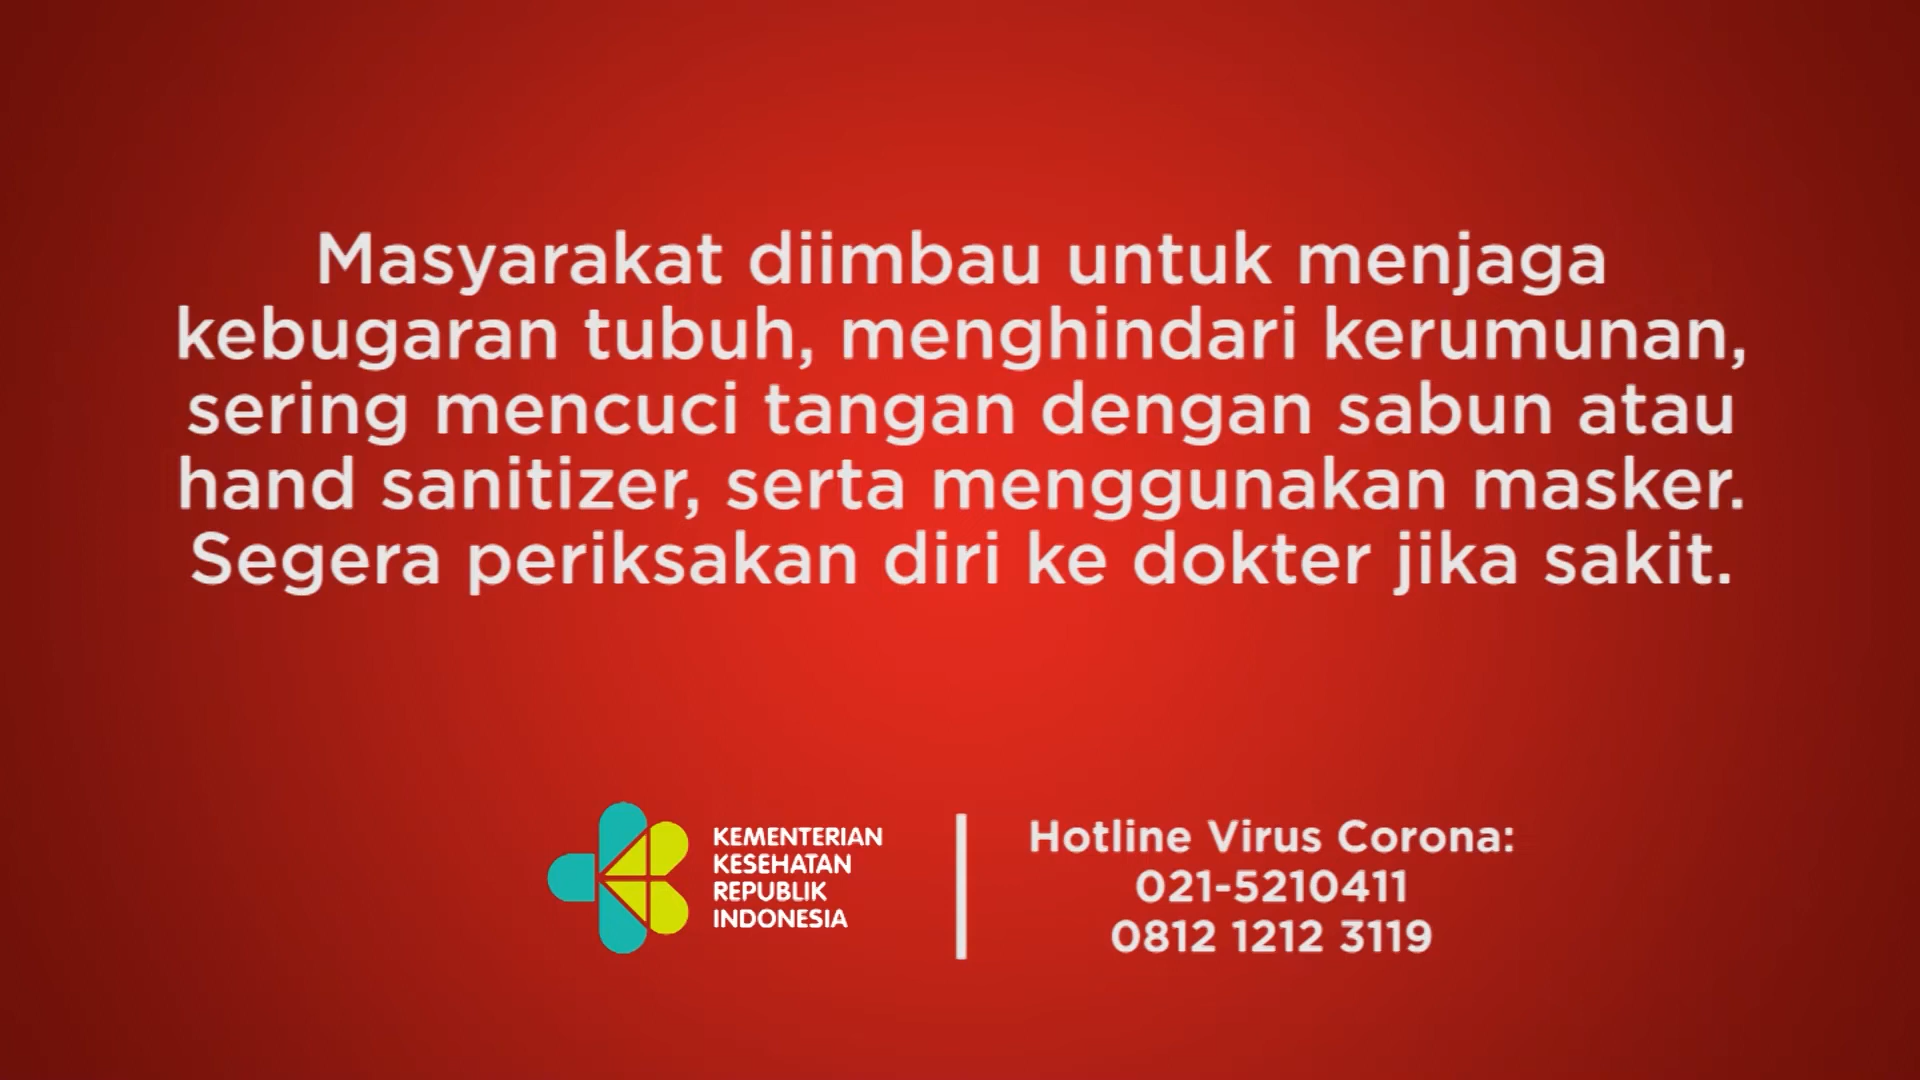 Masyarakat diimbau untuk menjaga
kebugaran tubuh, menghindari kerumunan,
sering mencuci tangan dengan sabun atau
hand sanitizer, serta menggunakan masker.
Segera periksakan diri ke dokter jika sakit.
KEMENTERIAN
KESEHATAN
REPUBLIK
INDONESIA
Hotline Virus Corona:
021-5210411
0812 1212 3119